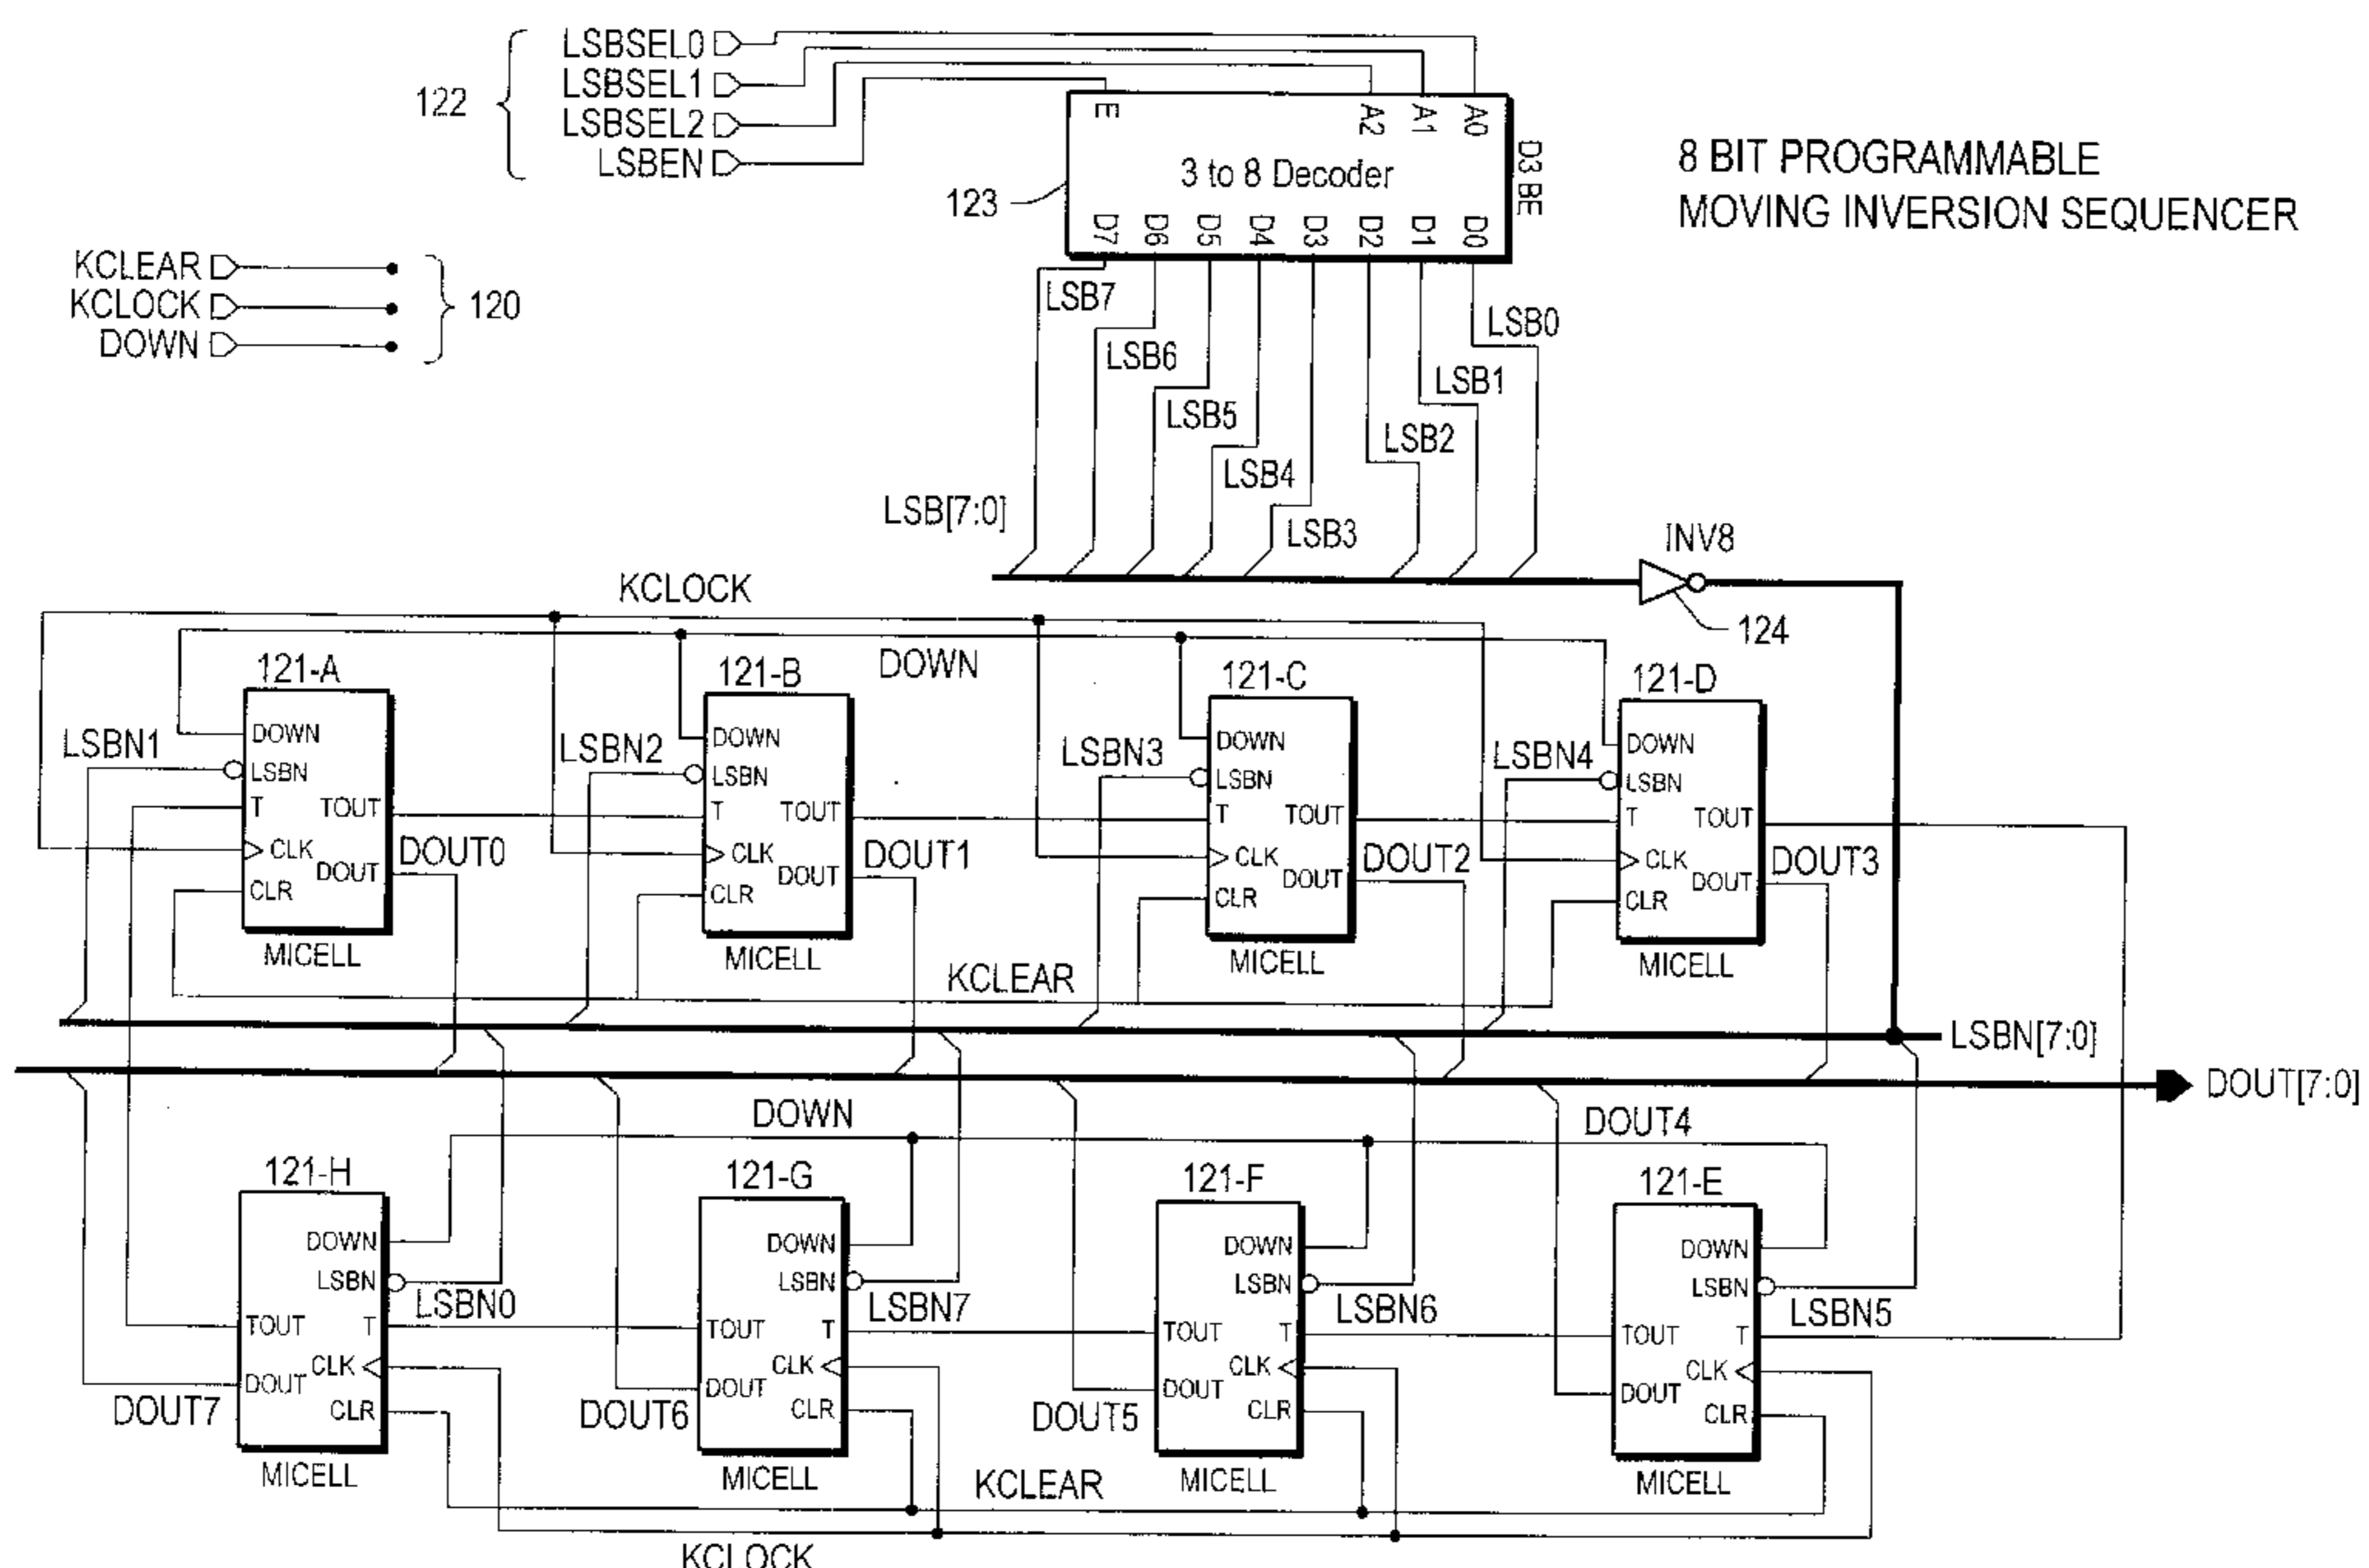 LSBSEL0
LSBSEL1
LSBSEL2
LSBEN
122
E
A2
A1
A0
3 to 8 Decoder
D3 BE
123
D7
D6
D5
D4
D3
D2
D1
D0
8 BIT PROGRAMMABLE
MOVING INVERSION SEQUENCER
KCLEAR
KCLOCK
DOWN
120
LSB7
LSB6
LSB5
LSB4
LSB3
LSB2
LSB1
LSB0
LSB[7:0]
INV8
124
KCLOCK
DOWN
121-A
LSBN1
DOWN
LSBN
T
TOUT
CLK
DOUT
CLR
DOUT0
MICELL
121-B
LSBN2
DOWN
LSBN
T
TOUT
CLK
DOUT
CLR
DOUT1
MICELL
121-C
LSBN3
DOWN
LSBN
T
TOUT
CLK
DOUT
CLR
DOUT2
MICELL
121-D
LSBN4
DOWN
LSBN
T
TOUT
CLK
DOUT
CLR
DOUT3
MICELL
KCLEAR
LSBN[7:0]
DOUT[7:0]
DOWN
DOUT4
121-H
DOWN
LSBN
LSBN0
TOUT
T
CLK
DOUT
CLR
DOUT7
MICELL
121-G
DOWN
LSBN
LSBN7
TOUT
T
CLK
DOUT
CLR
DOUT6
MICELL
121-F
DOWN
LSBN
LSBN6
TOUT
T
CLK
DOUT
CLR
DOUT5
MICELL
121-E
DOWN
LSBN
LSBN5
TOUT
T
CLK
DOUT
CLR
MICELL
KCLEAR
KCLOCK